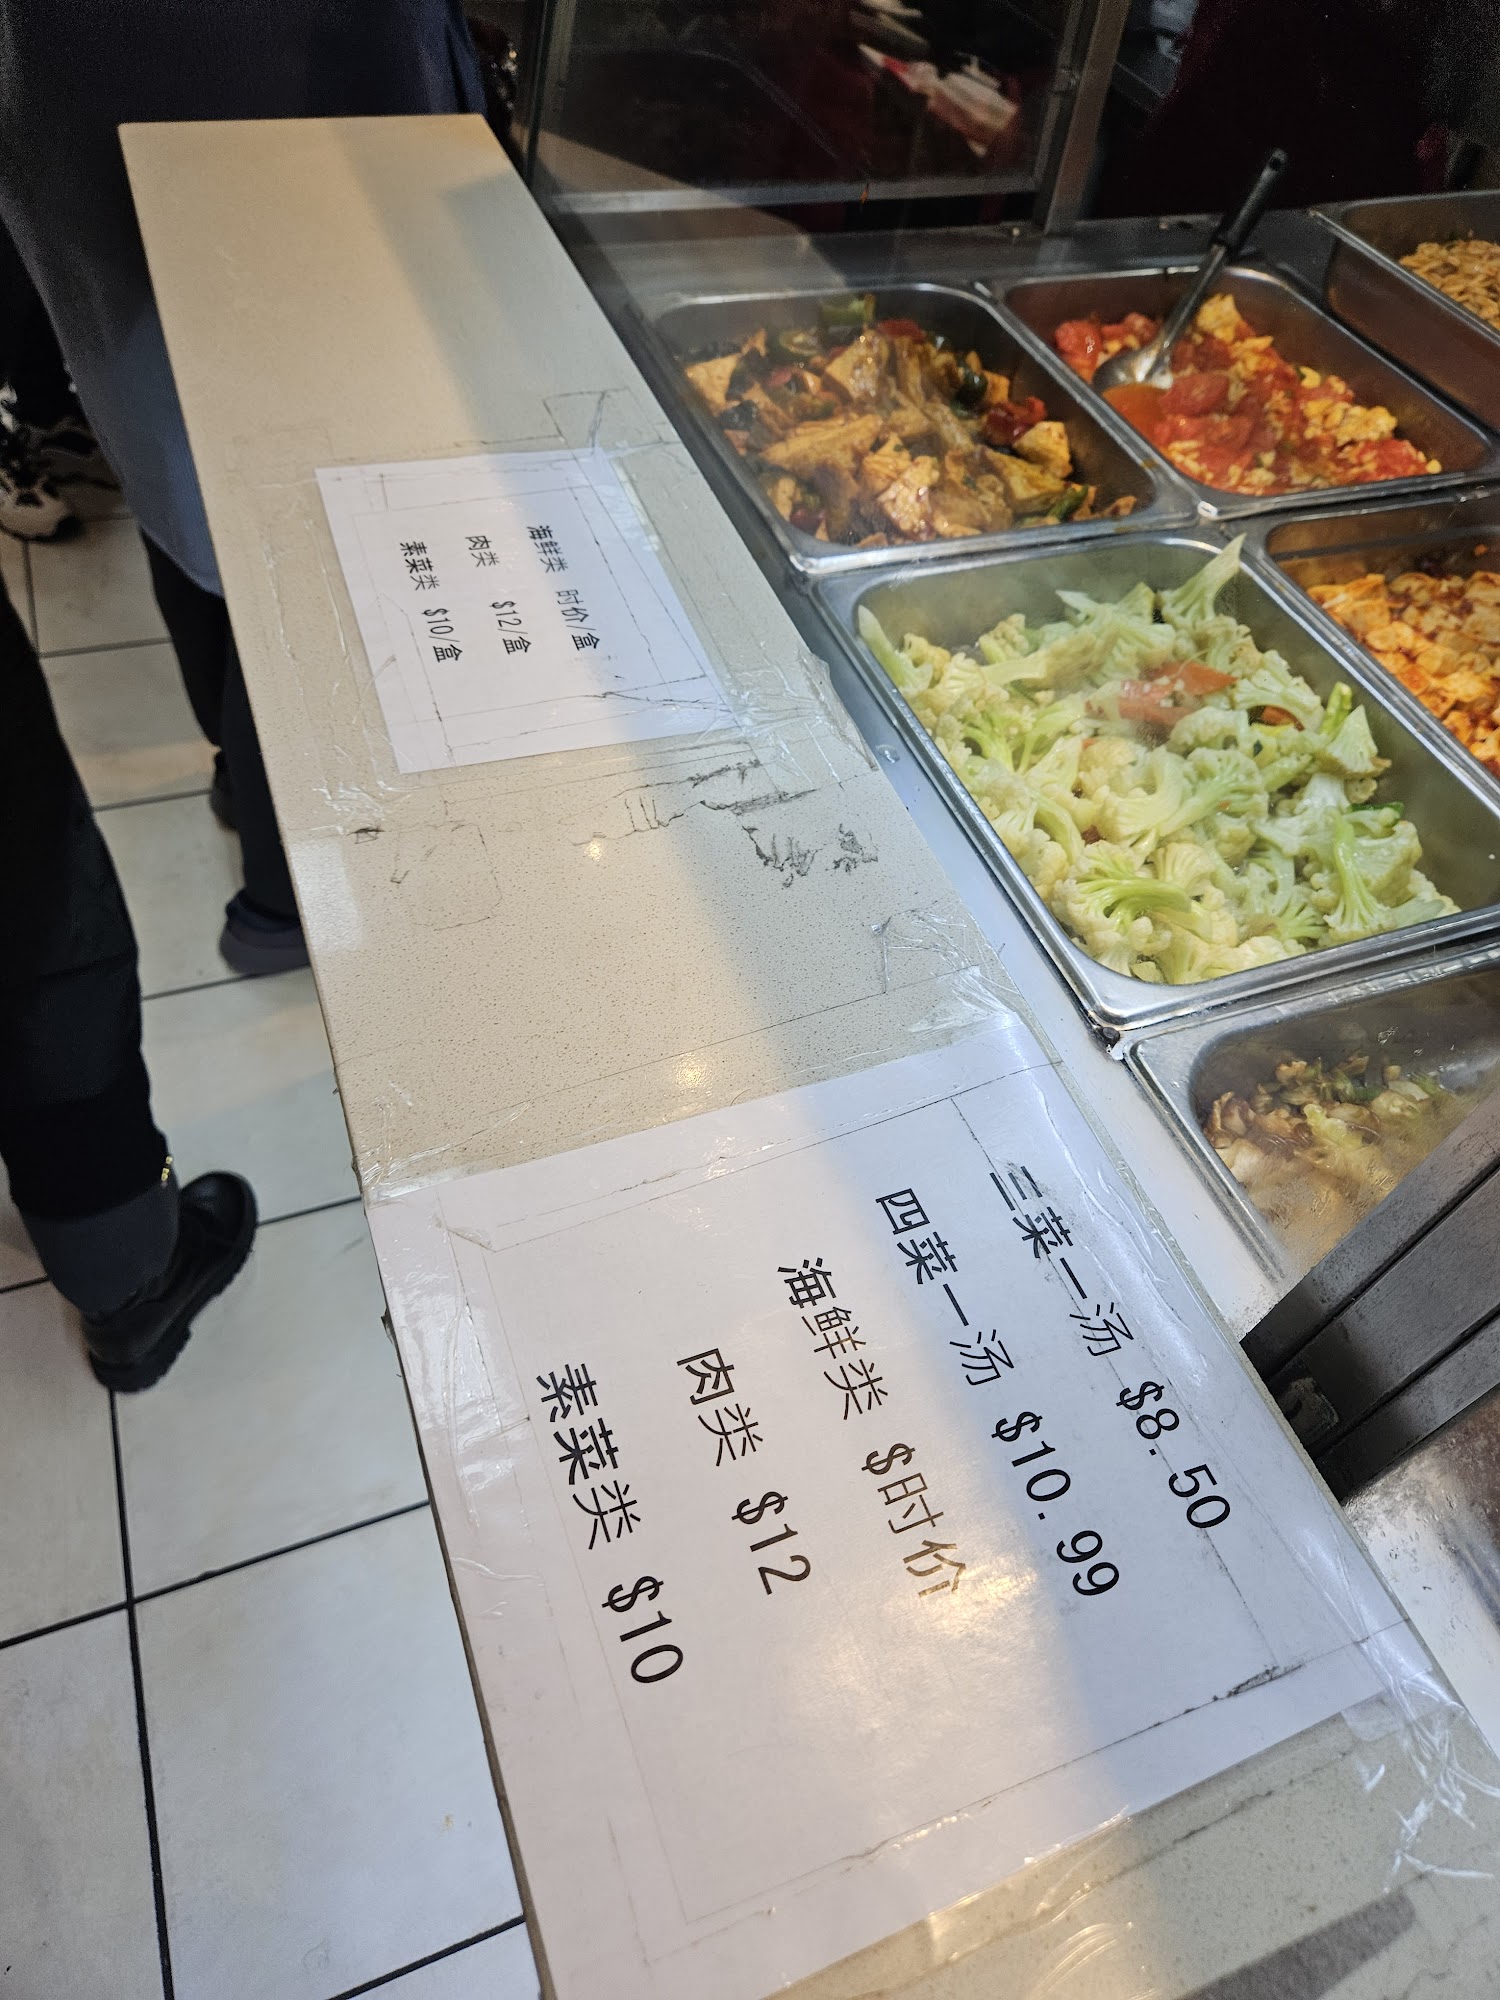 海鲜类 时价/盒
肉类 $12/盒
素菜类 $10/盒
三菜一汤 $8.50
四菜一汤 $10.99
海鲜类 $时价
肉类 $12
素菜类 $10